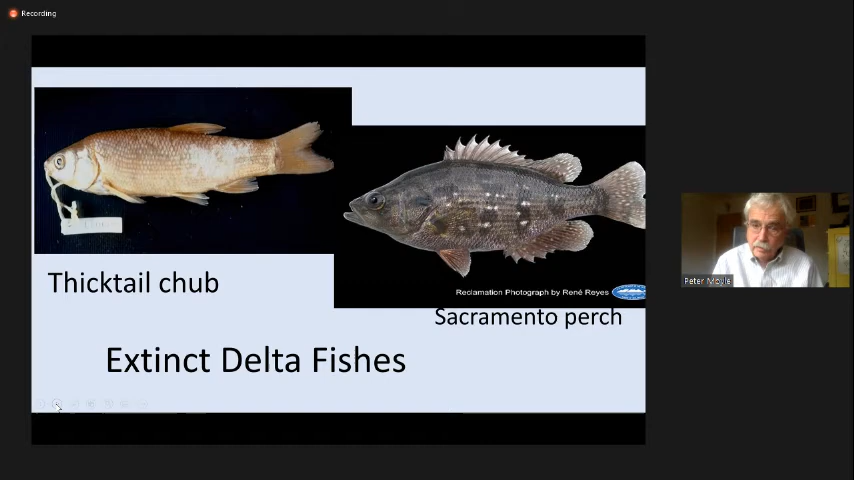 Recording
Reclamation Photograph by René Reyes
Thicktail chub
Sacramento perch
Peter Moyle
Extinct Delta Fishes